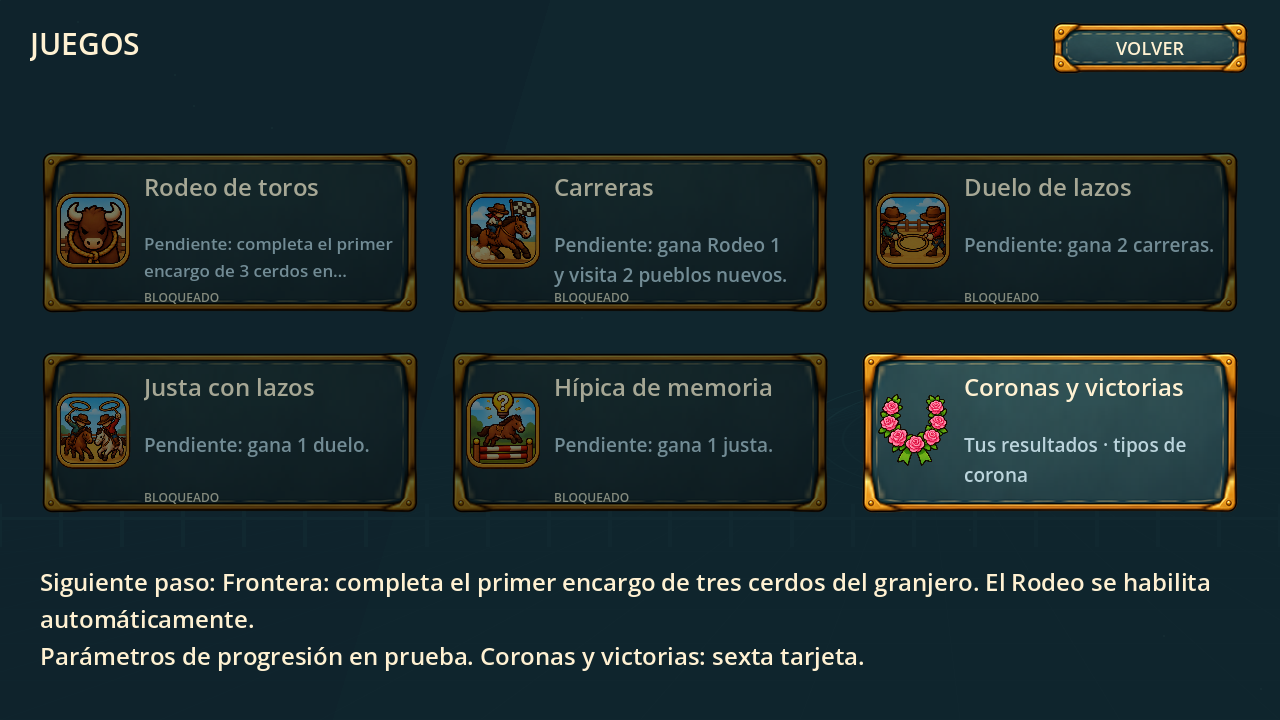 JUEGOS
VOLVER
Rodeo de toros
Pendiente: completa el primer
encargo de 3 cerdos en...
BLOQUEADO
Carreras
Pendiente: gana Rodeo 1
y visita 2 pueblos nuevos.
BLOQUEADO
Duelo de lazos
Pendiente: gana 2 carreras.
BLOQUEADO
Justa con lazos
Pendiente: gana 1 duelo.
BLOQUEADO
Hípica de memoria
Pendiente: gana 1 justa.
BLOQUEADO
Coronas y victorias
Tus resultados · tipos de
corona
Siguiente paso: Frontera: completa el primer encargo de tres cerdos del granjero. El Rodeo se habilita
automáticamente.
Parámetros de progresión en prueba. Coronas y victorias: sexta tarjeta.